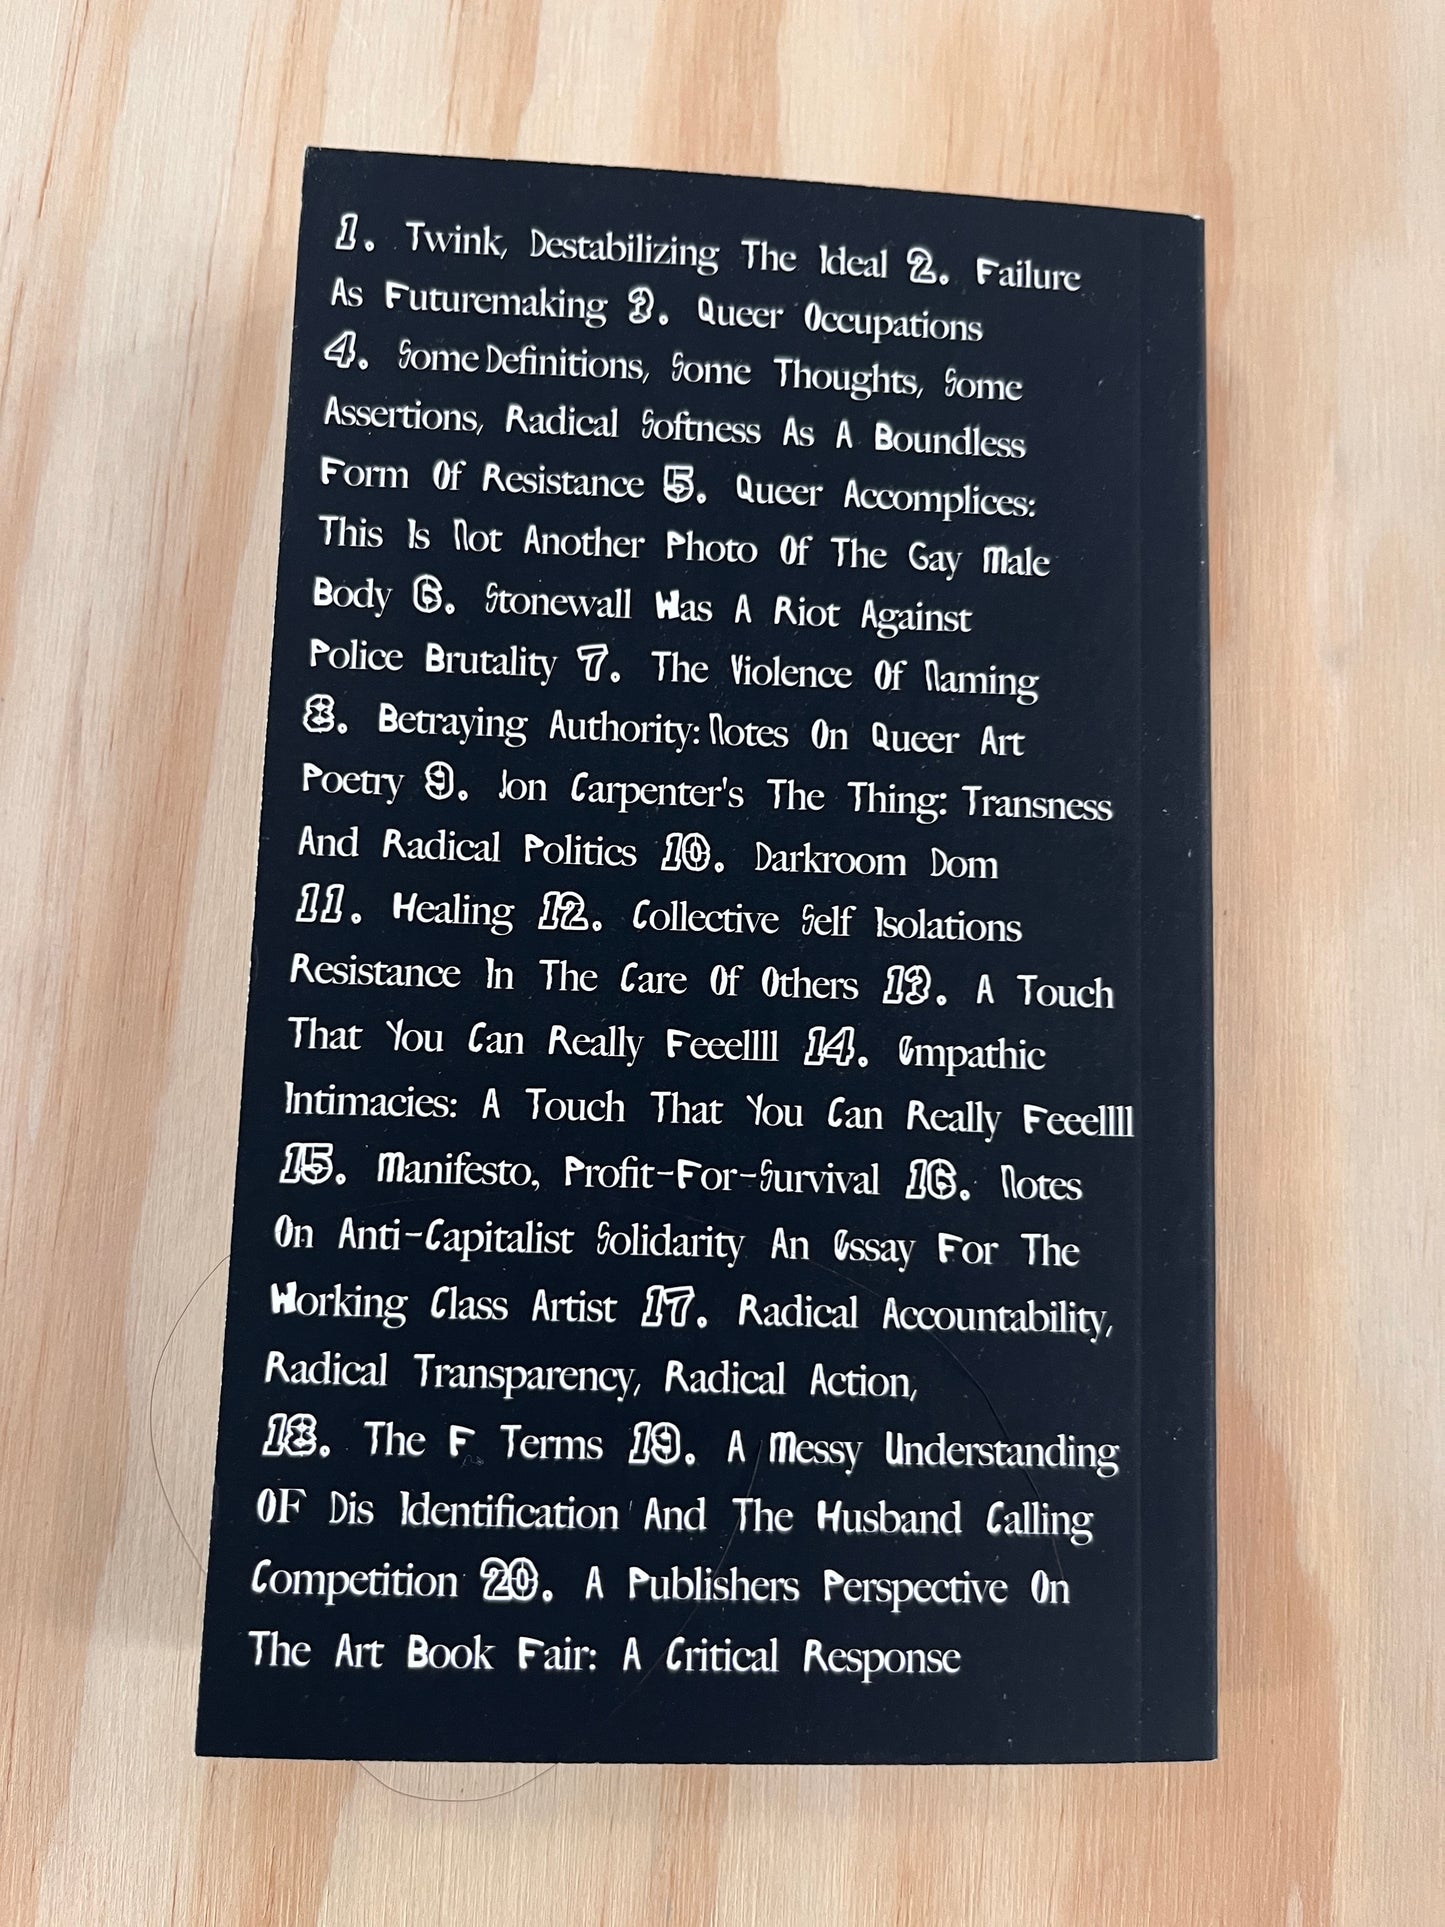 1. Twink, Destabilizing The Ideal 2. Failure
As Futuremaking 3. Queer Occupations
4. Some Definitions, Some Thoughts, Some
Assertions, Radical Softness As A Boundless
Form Of Resistance 5. Queer Accomplices:
This Is Not Another Photo Of The Gay Male
Body 6. Stonewall Was A Riot Against
Police Brutality 7. The Violence Of Naming
8. Betraying Authority: Notes On Queer Art
Poetry 9. Jon Carpenter's The Thing: Transness
And Radical Politics 10. Darkroom Dom
11. Healing 12. Collective Self Isolations
Resistance In The Care Of Others 13. A Touch
That You Can Really Feeellll 14. Empathic
Intimacies: A Touch That You Can Really Feeellll
15. Manifesto, Profit-For-Survival 16. Notes
On Anti-Capitalist Solidarity An Essay For The
Working Class Artist 17. Radical Accountability,
Radical Transparency, Radical Action,
18. The F Terms 19. A Messy Understanding
OF Dis Identification And The Husband Calling
Competition 20. A Publishers Perspective On
The Art Book Fair: A Critical Response